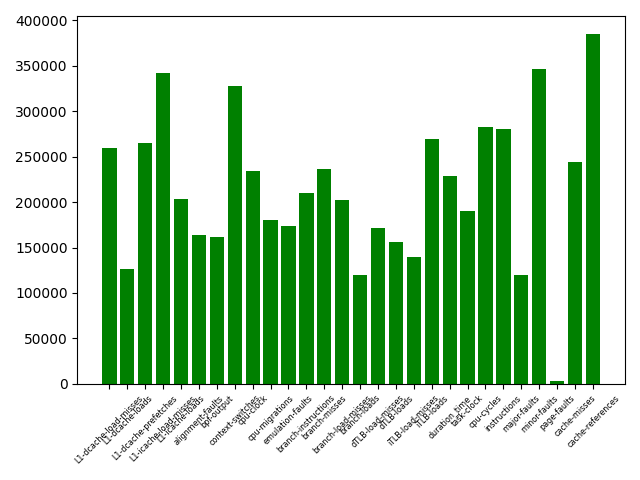 400000
350000
300000
250000
200000
150000
100000
50000
0
L1-dcache-load-misses
L1-dcache-loads
L1-dcache-prefetches
L1-icache-load-misses
L1-icache-loads
alignment-faults
bpf-output
context-switches
cpu-clock
cpu-migrations
emulation-faults
branch-instructions
branch-misses
branch-load-misses
branch-loads
dTLB-load-misses
dTLB-loads
iTLB-load-misses
iTLB-loads
duration_time
task-clock
cpu-cycles
instructions
major-faults
minor-faults
page-faults
cache-misses
cache-references